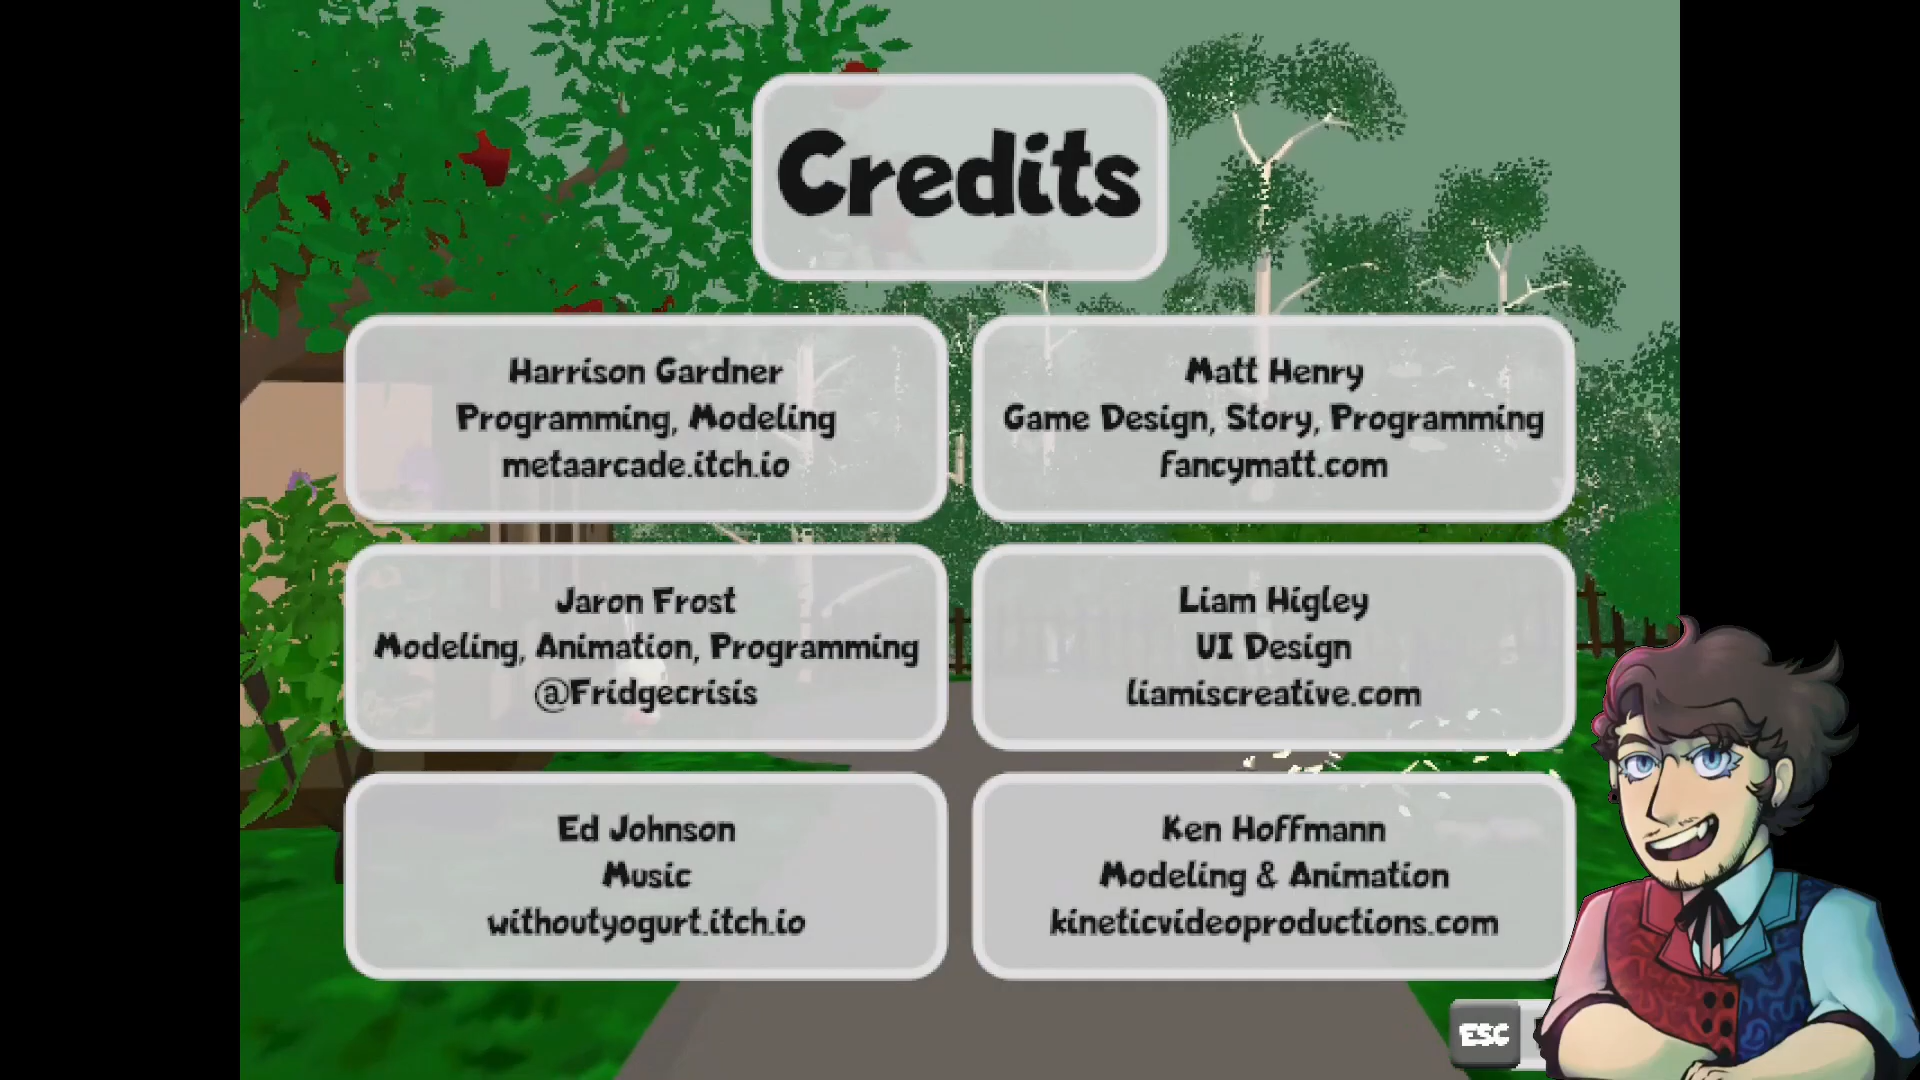 Credits
Harrison Gardner
Programming, Modeling
metaarcade.itch.io
Matt Henry
Game Design, Story, Programming
fancymatt.com
Jaron Frost
Modeling, Animation, Programming
@Fridgecrisis
Liam Higley
UI Design
liamiscreative.com
Ed Johnson
Music
withoutyogurt.itch.io
Ken Hoffmann
Modeling & Animation
kineticvideoproductions.com
ESC